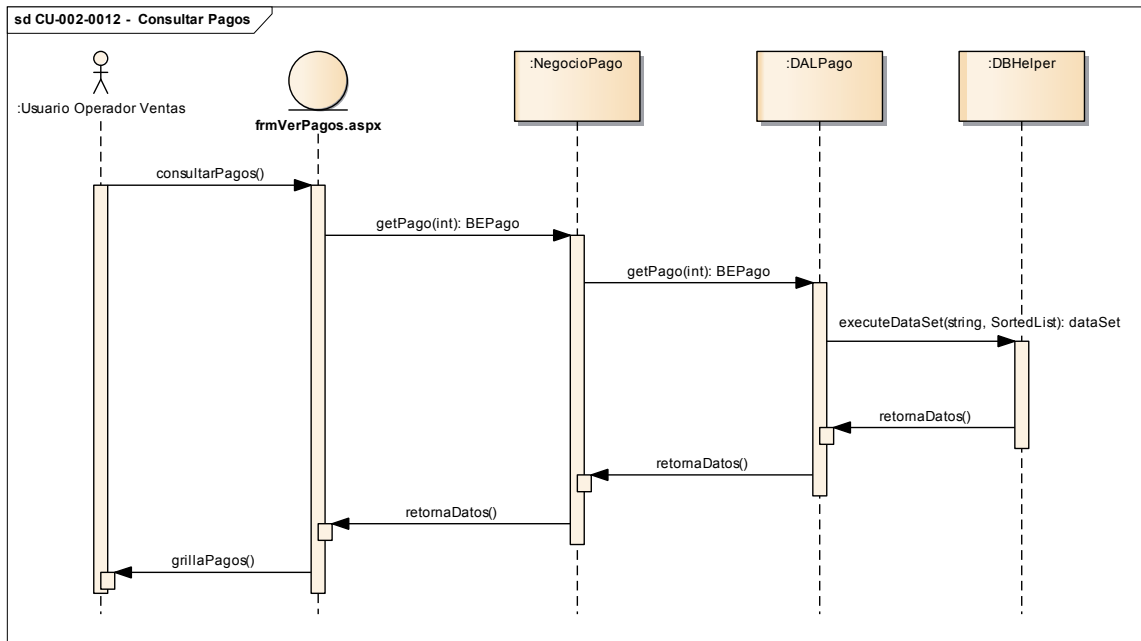 sd CU-002-0012 - Consultar Pagos
:Usuario Operador Ventas
frmVerPagos.aspx
:NegocioPago
:DALPago
:DBHelper
consultarPagos()
getPago(int): BEPago
getPago(int): BEPago
executeDataSet(string, SortedList): dataSet
retornaDatos()
retornaDatos()
retornaDatos()
grillaPagos()